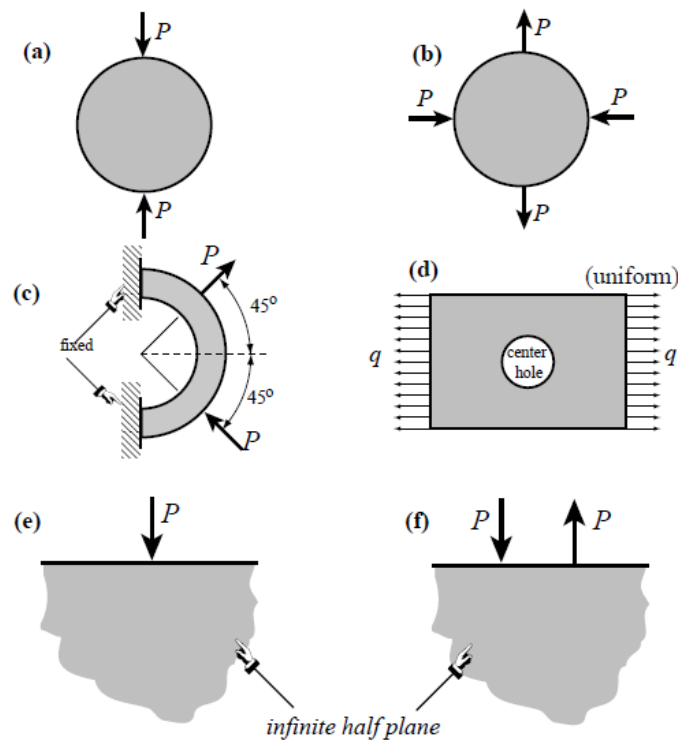 (a)
P
P
(b)
P
P
P
P
(c)
P
45°
fixed
45°
P
(d)
(uniform)
q
center
hole
q
(e)
P
(f)
P
P
infinite half plane